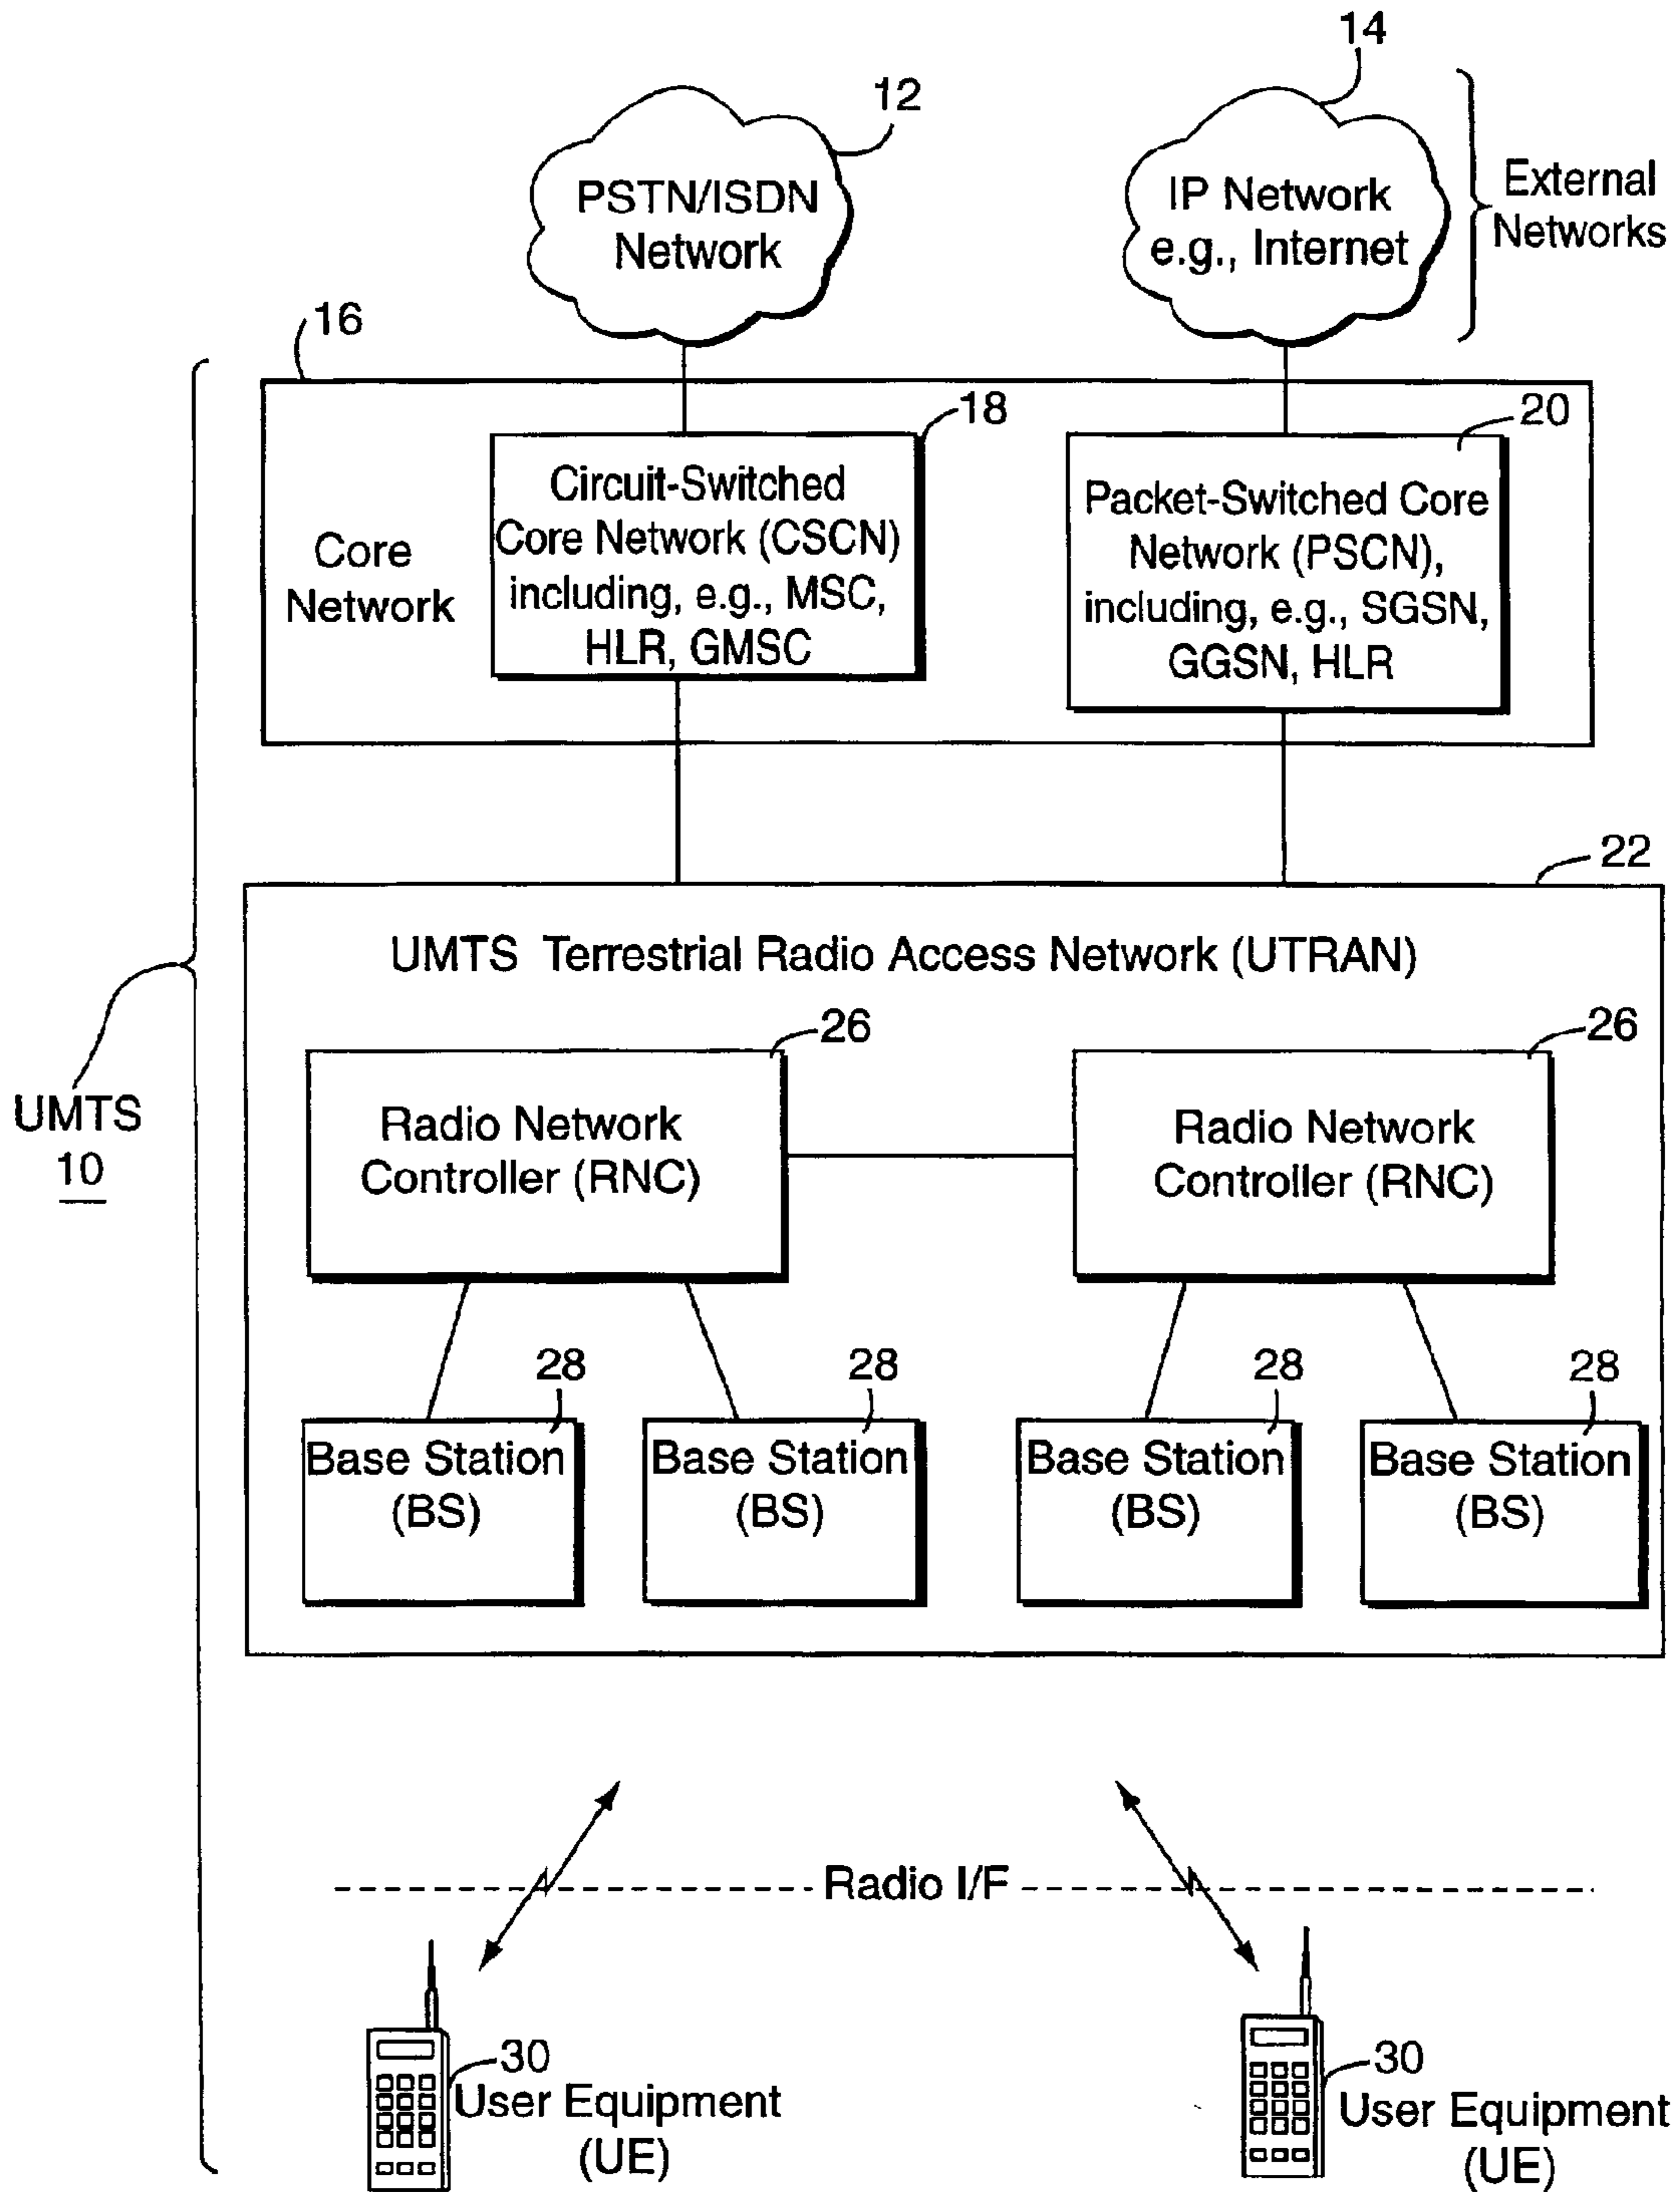 14
12
PSTN/ISDN
Network
IP Network
e.g., Internet
External
Networks
16
18
20
Core
Network
Circuit-Switched
Core Network (CSCN)
including, e.g., MSC,
HLR, GMSC
Packet-Switched Core
Network (PSCN),
including, e.g., SGSN,
GGSN, HLR
22
UMTS Terrestrial Radio Access Network (UTRAN)
26
26
Radio Network
Controller (RNC)
Radio Network
Controller (RNC)
UMTS
10
28
28
28
28
Base Station
(BS)
Base Station
(BS)
Base Station
(BS)
Base Station
(BS)
Radio I/F
30
User Equipment
(UE)
30
User Equipment
(UE)